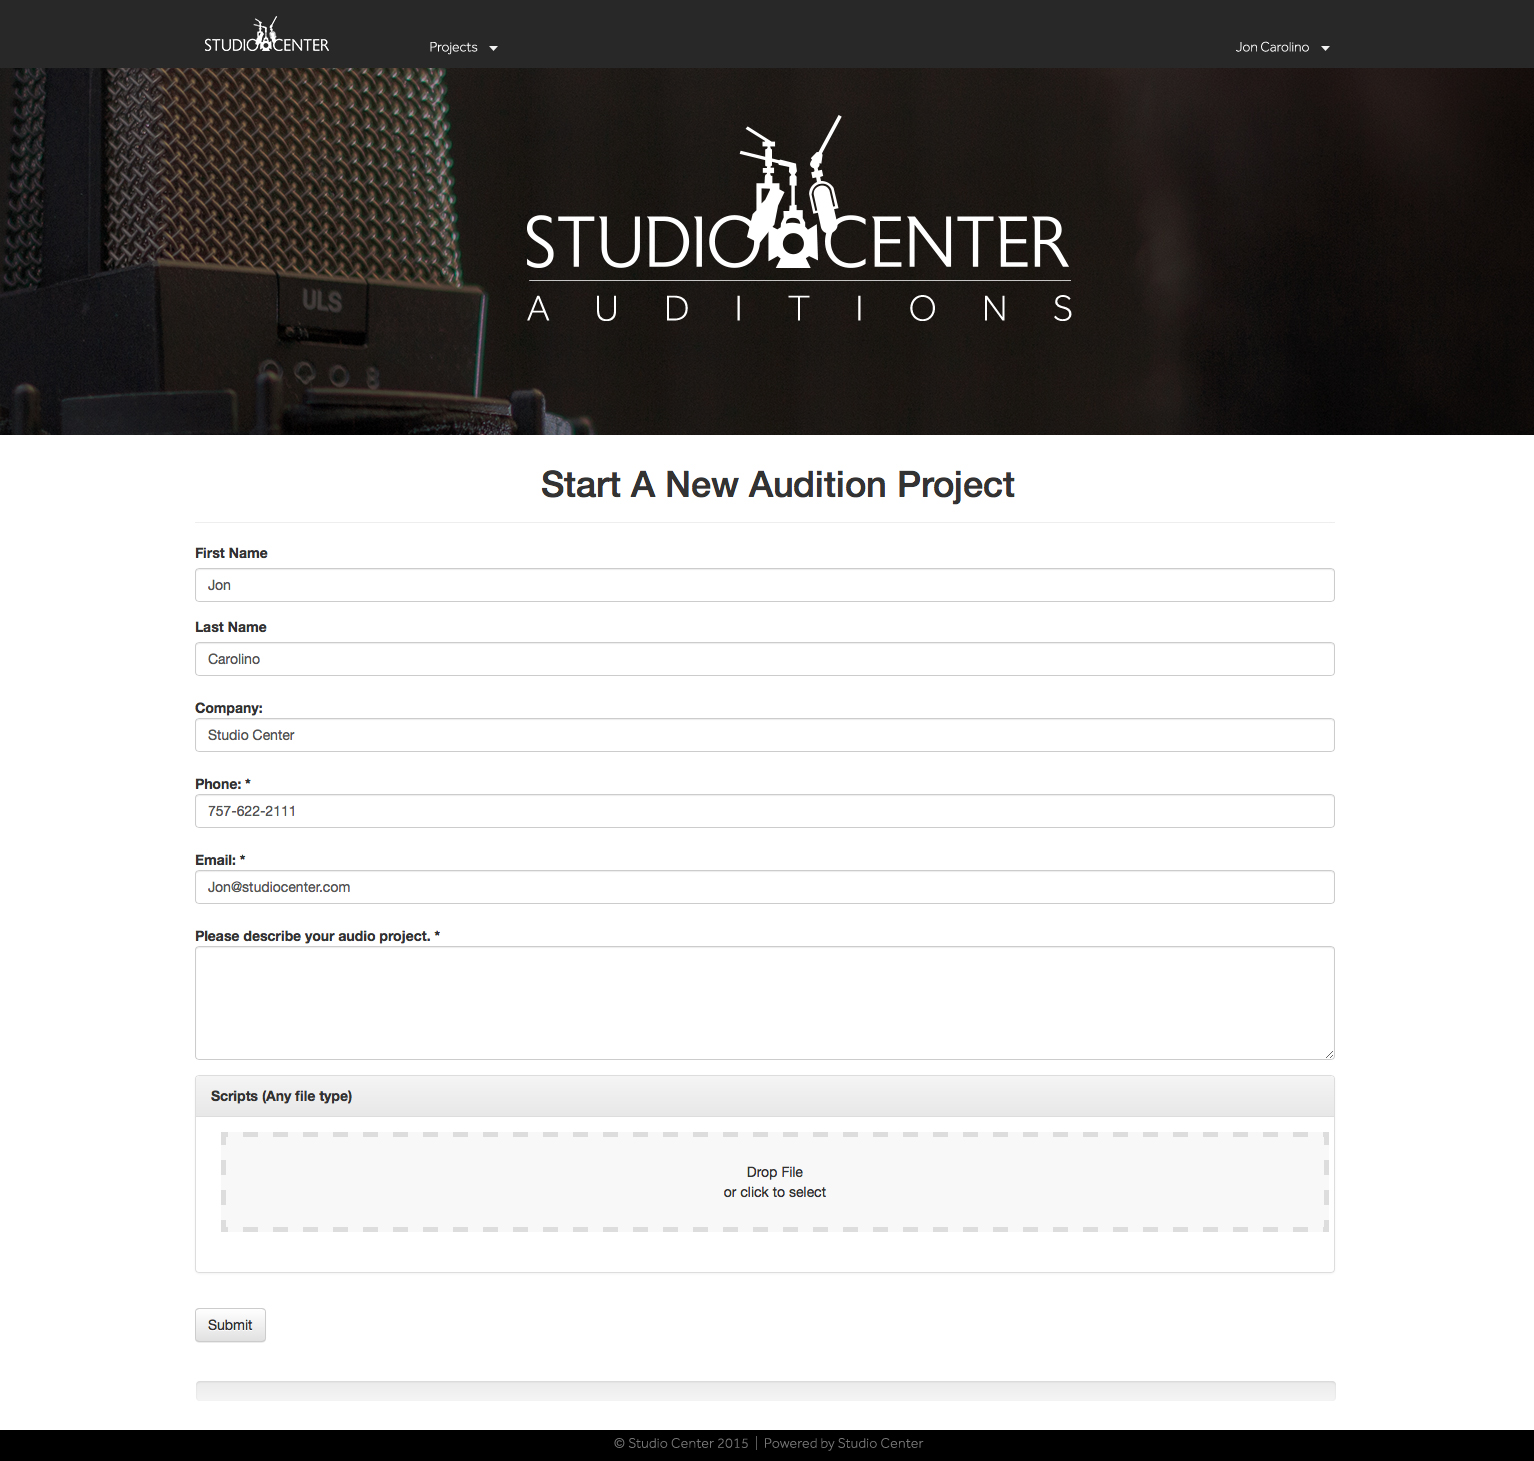 STUDIO CENTER
Projects
Jon Carolino
ULS
STUDIO CENTER
AUDITIONS
Start A New Audition Project
First Name
Jon
Last Name
Carolino
Company:
Studio Center
Phone: *
757-622-2111
Email: *
Jon@studiocenter.com
Please describe your audio project. *
Scripts (Any file type)
Drop File
or click to select
Submit
© Studio Center 2015 | Powered by Studio Center